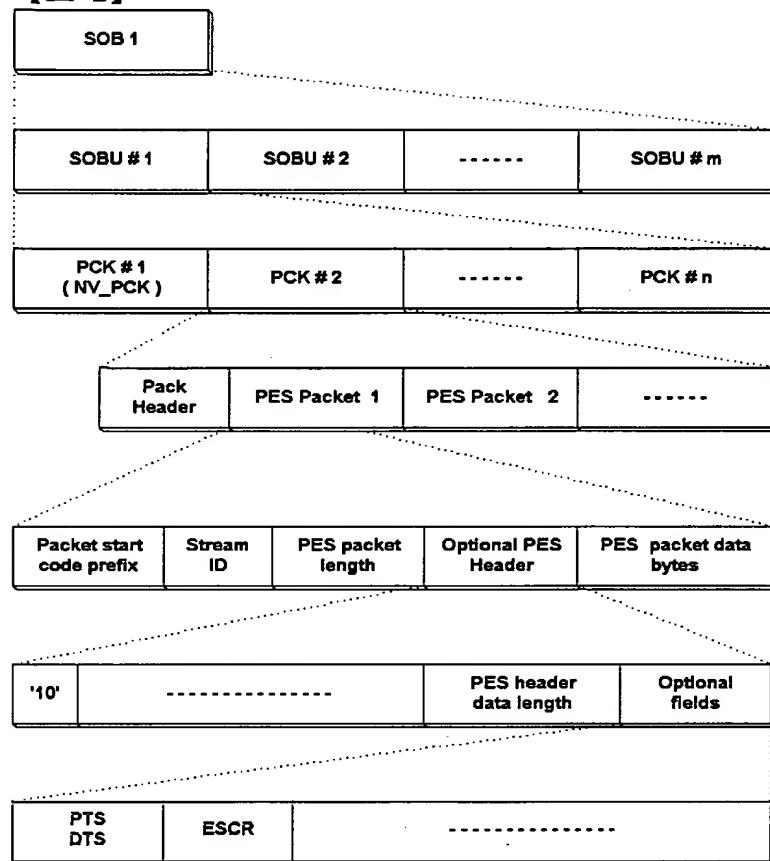 SOB 1
SOBU # 1 SOBU # 2 ------ SOBU # m
PCK # 1
( NV_PCK ) PCK # 2 ------ PCK # n
Pack
Header PES Packet 1 PES Packet 2 ------
Packet start
code prefix Stream
ID PES packet
length Optional PES
Header PES packet data
bytes
'10' --------------- PES header
data length Optional
fields
PTS
DTS ESCR ---------------